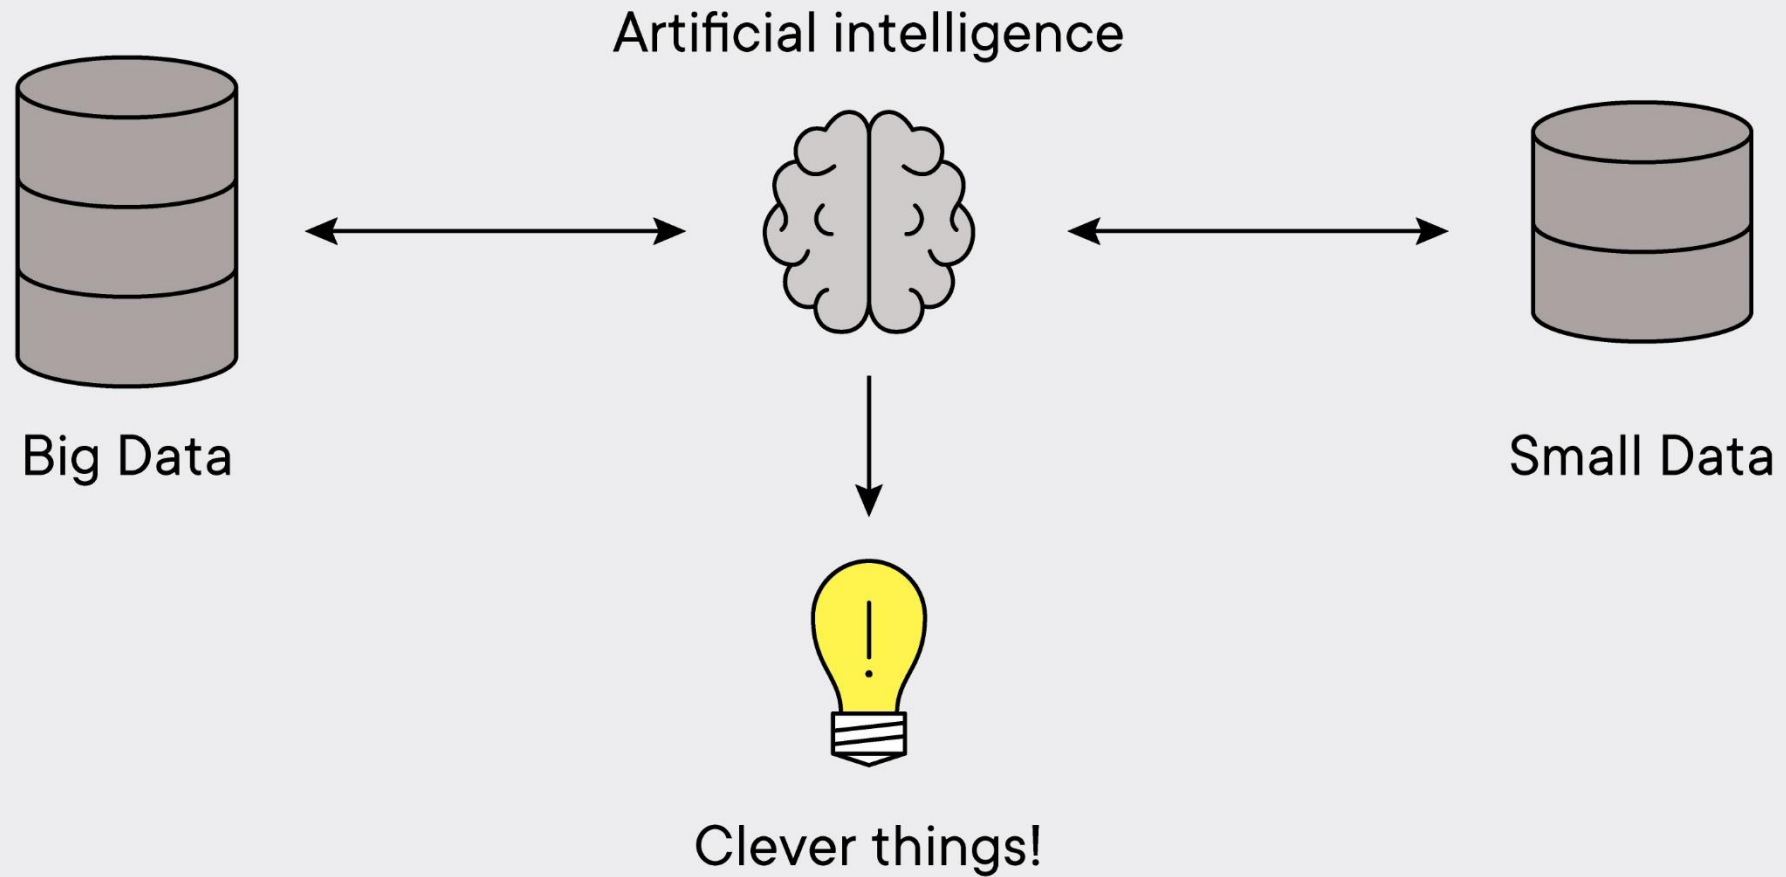 Artificial intelligence
Big Data
Small Data
!
Clever things!